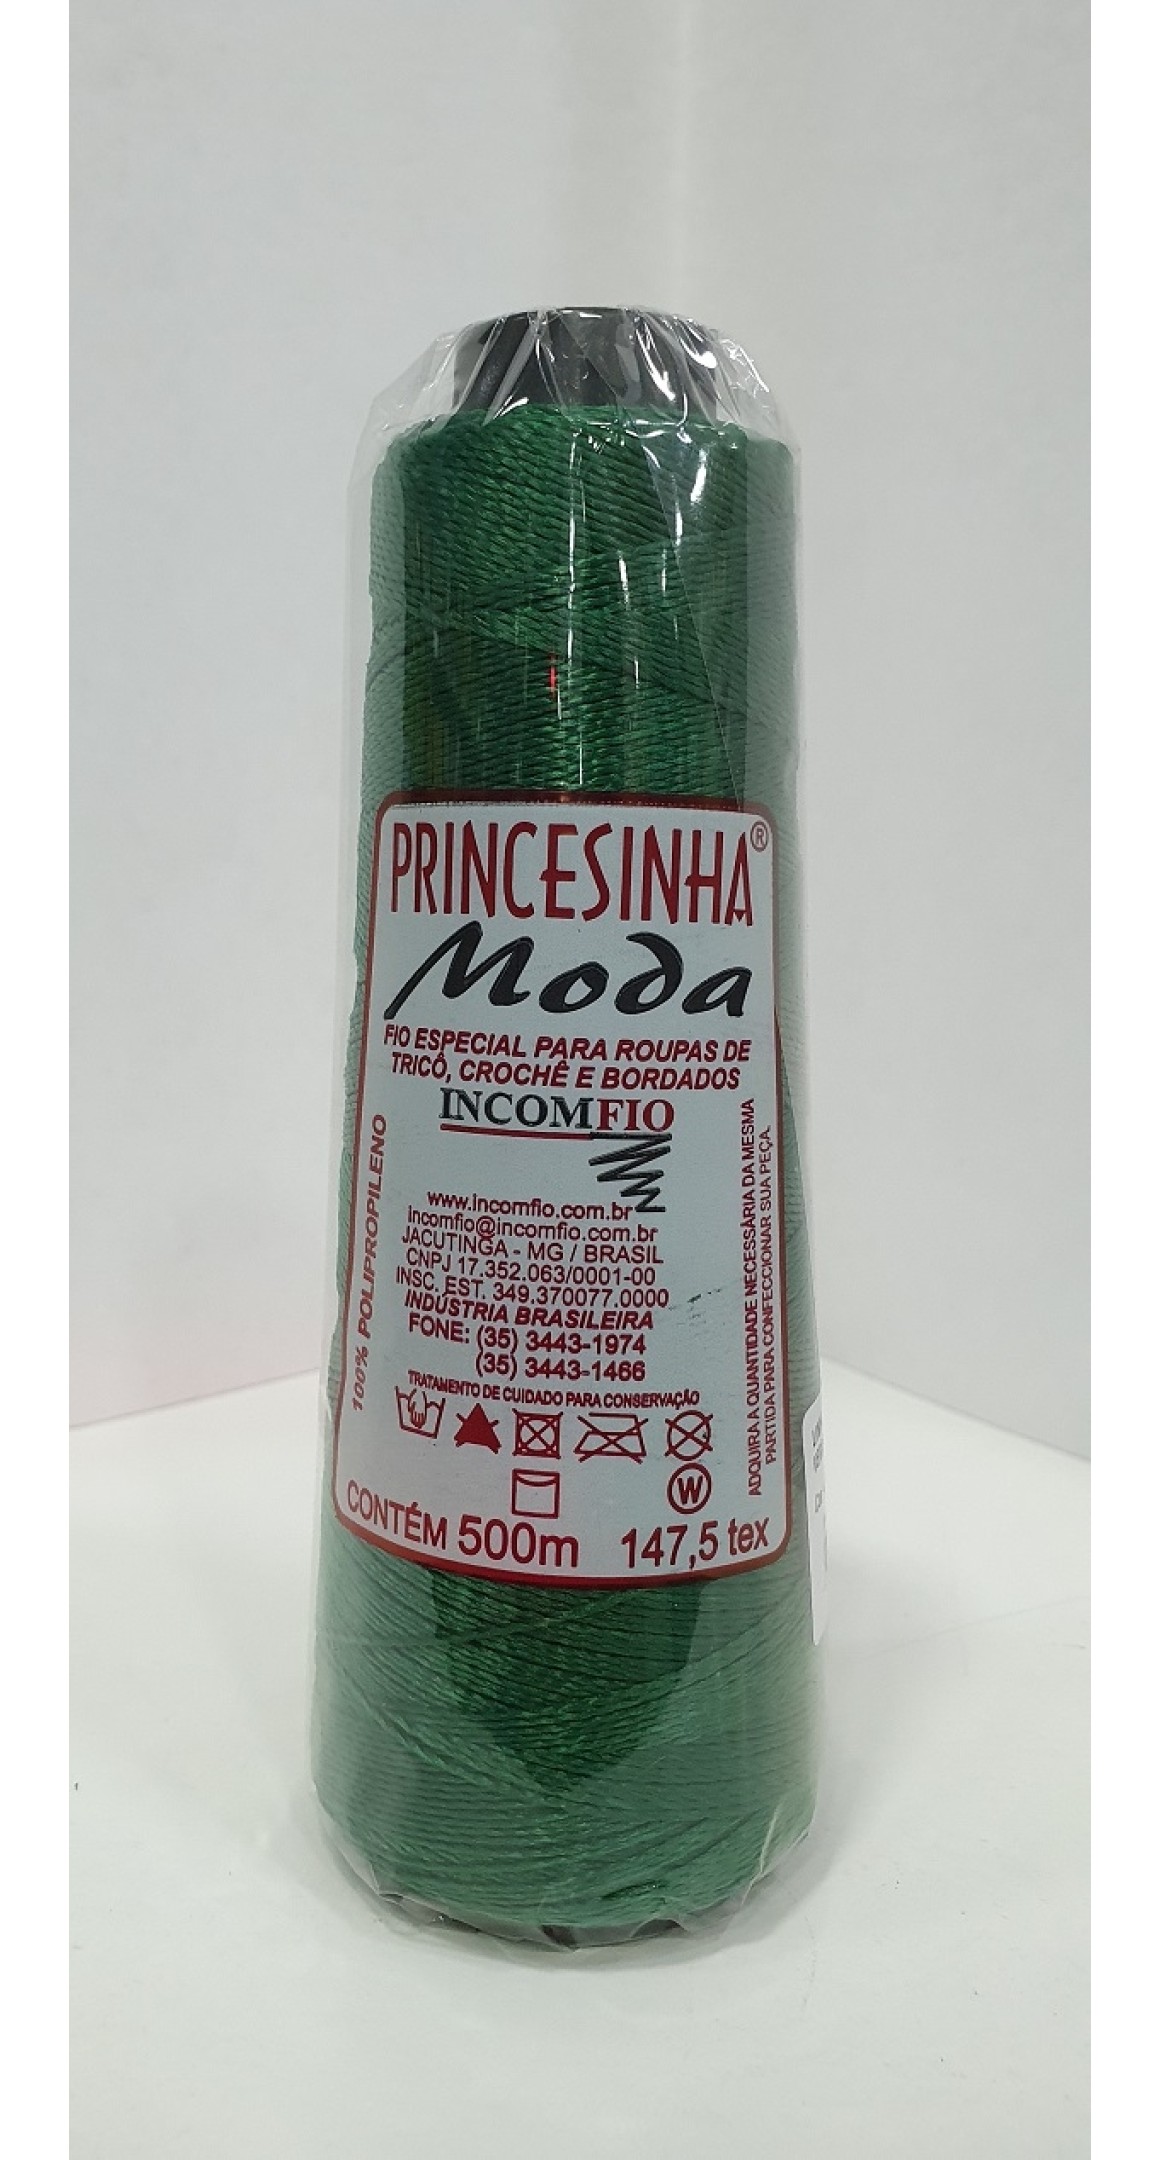 PRINCESINHA®
Moda
FIO ESPECIAL PARA ROUPAS DE
TRICÔ, CROCHÊ E BORDADOS
INCOMFIO
www.incomfio.com.br
incomfio@incomfio.com.br
JACUTINGA - MG / BRASIL
CNPJ 17.352.063/0001-00
INSC. EST. 349.370077.0000
INDÚSTRIA BRASILEIRA
FONE: (35) 3443-1974
(35) 3443-1466
TRATAMENTO DE CUIDADO PARA CONSERVAÇÃO
W
CONTÉM 500m 147,5 tex
100% POLIPROPILENO
ADQUIRA A QUANTIDADE NECESSÁRIA DA MESMA
PARTIDA PARA CONFECCIONAR SUA PEÇA.